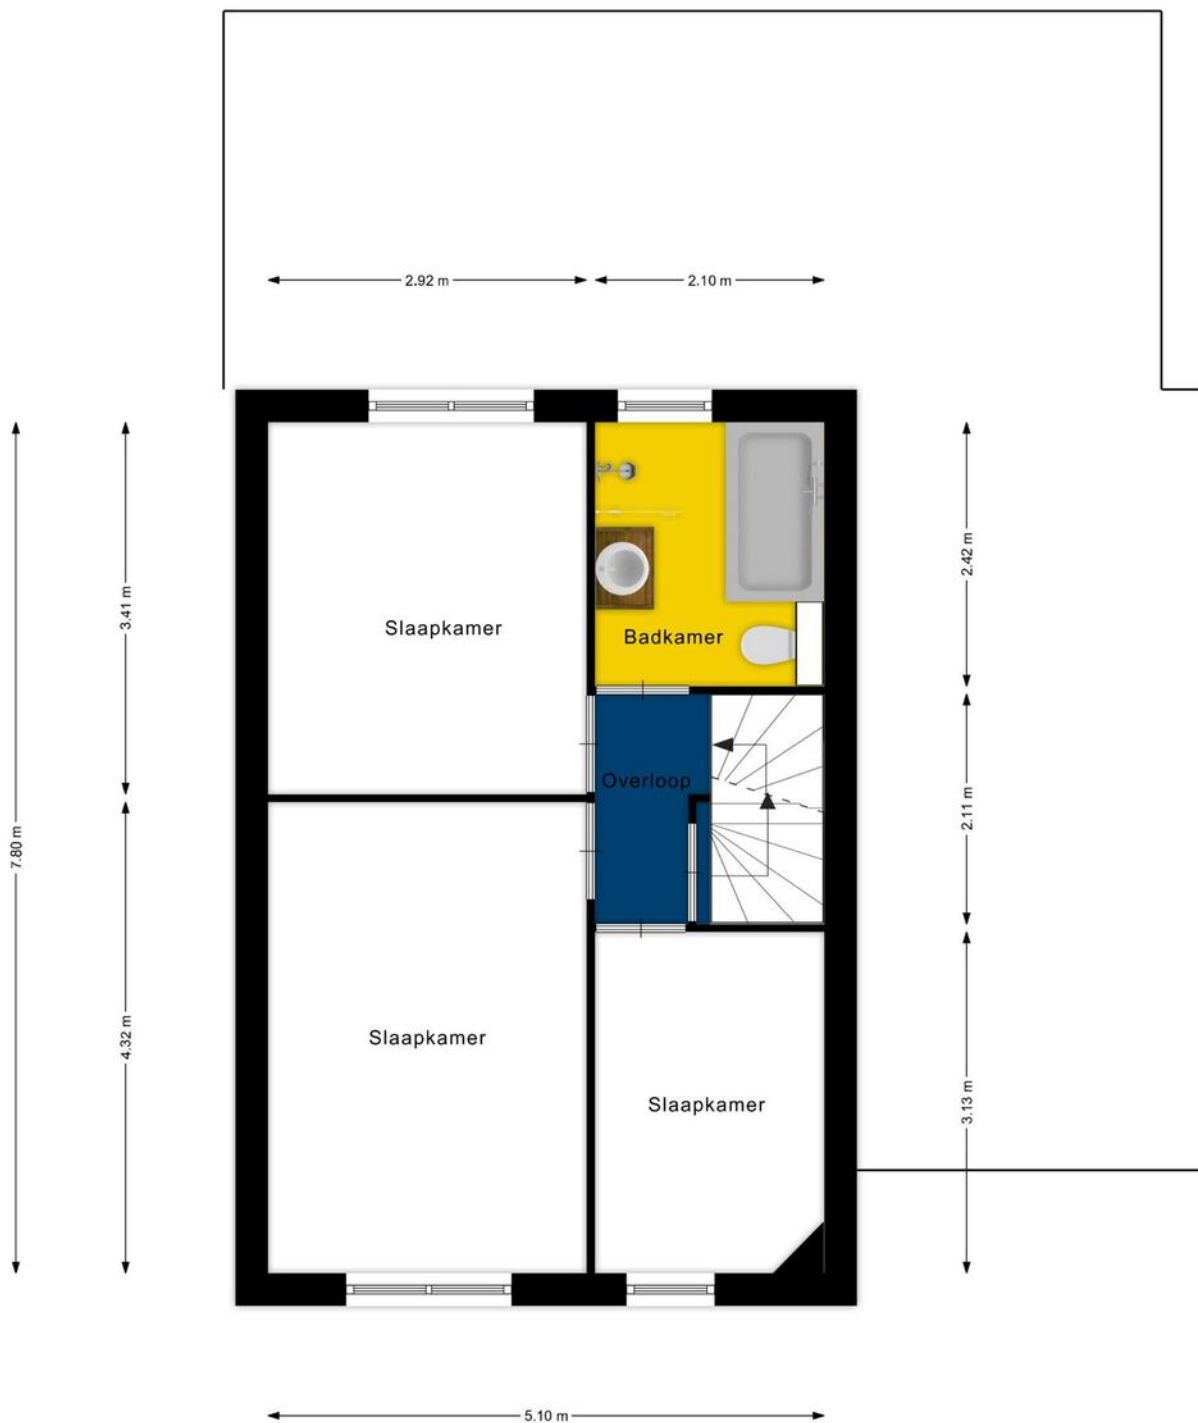 2.92 m
2.10 m
3.41 m
2.42 m
Slaapkamer
Badkamer
Overloop
7.80 m
2.11 m
4.32 m
Slaapkamer
Slaapkamer
3.13 m
5.10 m